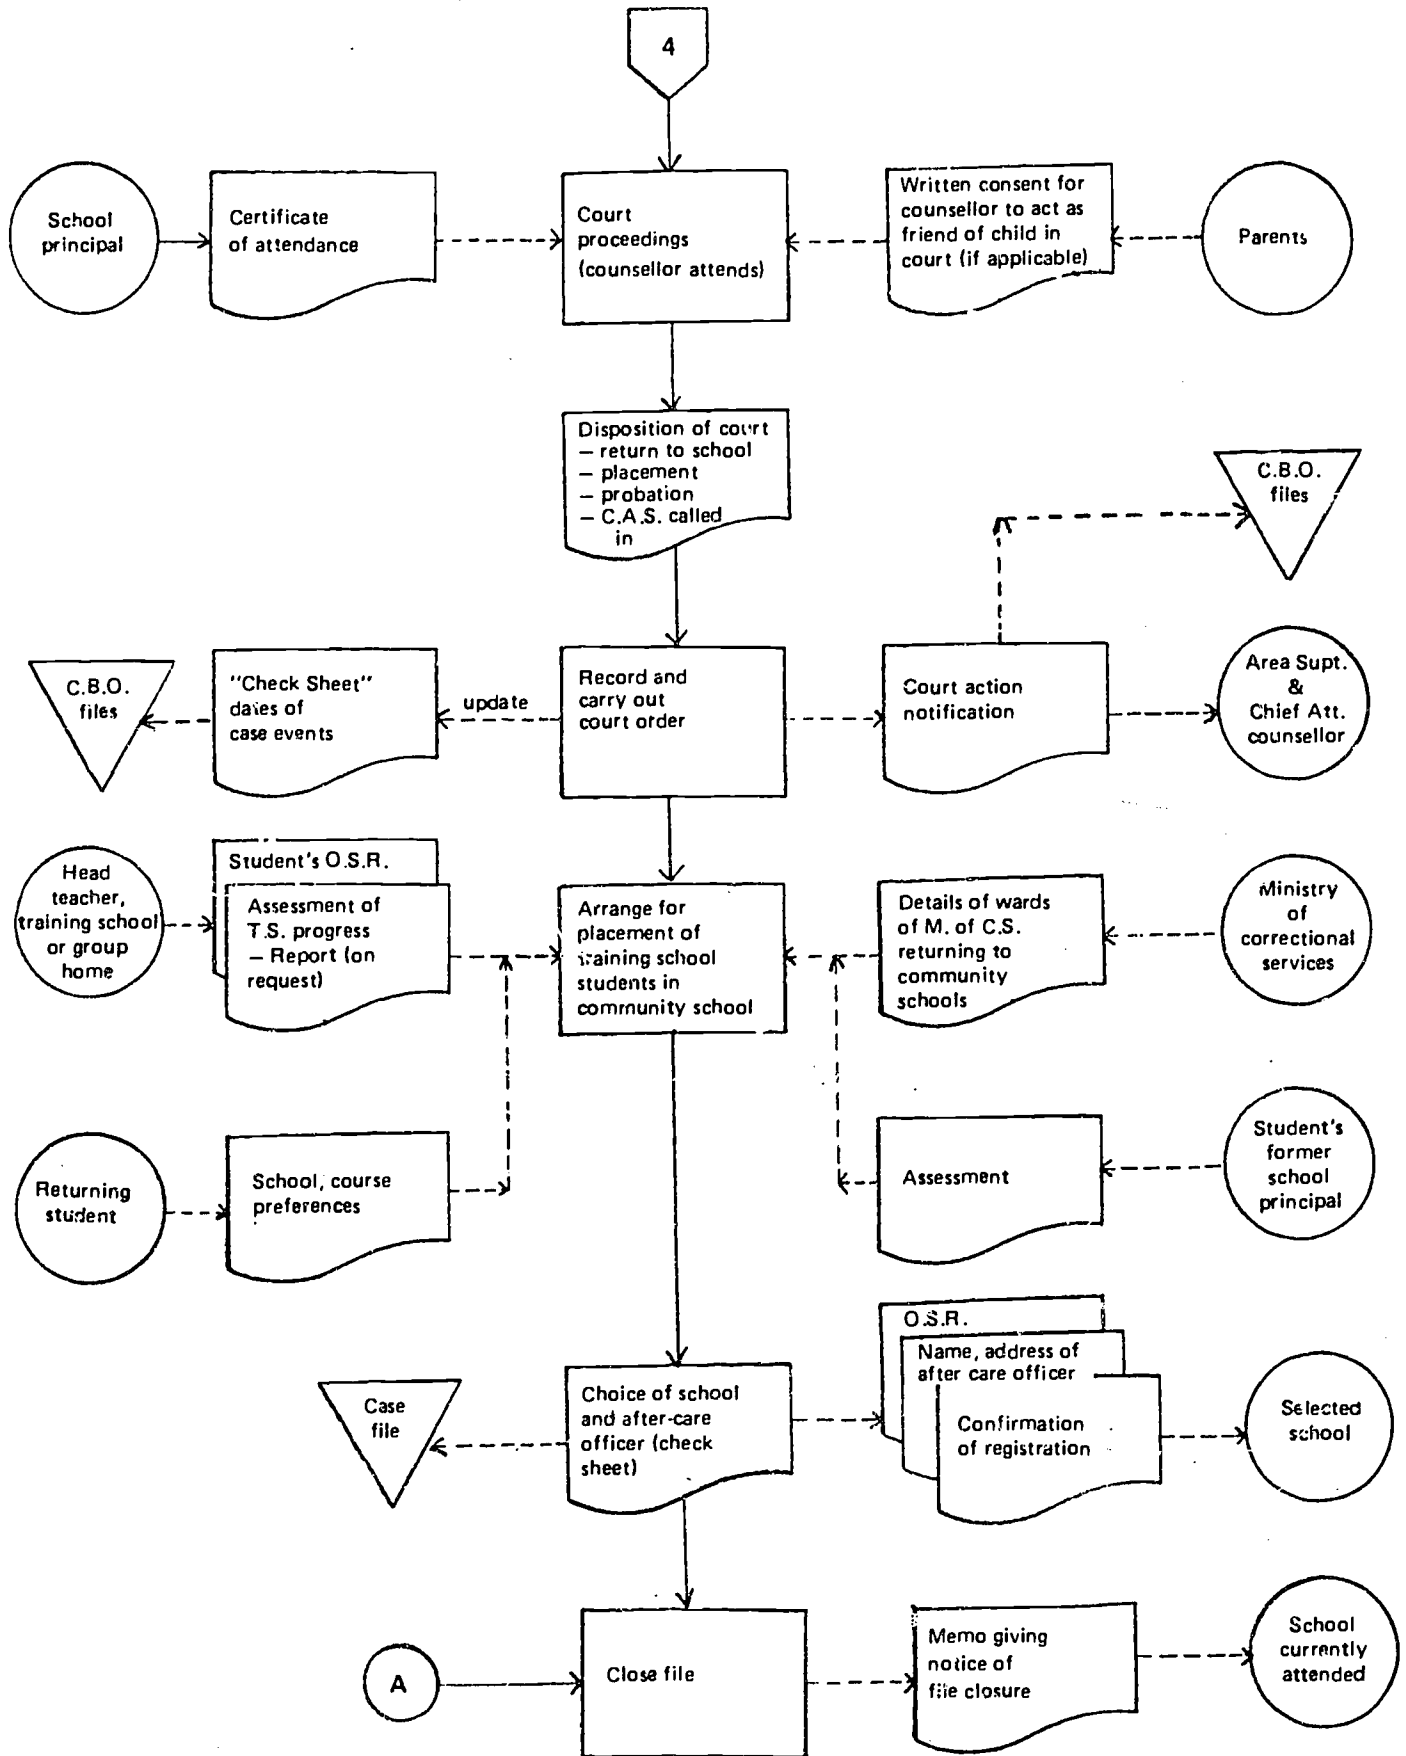 4
School
principal
Certificate
of attendance
Court
proceedings
(counsellor attends)
Written consent for
counsellor to act as
friend of child in
court (if applicable)
Parents
Disposition of court
– return to school
– placement
– probation
– C.A.S. called
in
C.B.O.
files
C.B.O.
files
"Check Sheet"
dates of
case events
update
Record and
carry out
court order
Court action
notification
Area Supt.
&
Chief Att.
counsellor
Head
teacher,
training school
or group
home
Student's O.S.R.
Assessment of
T.S. progress
– Report (on
request)
Arrange for
placement of
training school
students in
community school
Details of wards
of M. of C.S.
returning to
community
schools
Ministry
of
correctional
services
Returning
student
School, course
preferences
Assessment
Student's
former
school
principal
Case
file
Choice of school
and after-care
officer (check
sheet)
O.S.R.
Name, address of
after care officer
Confirmation
of registration
Selected
school
A
Close file
Memo giving
notice of
file closure
School
currently
attended